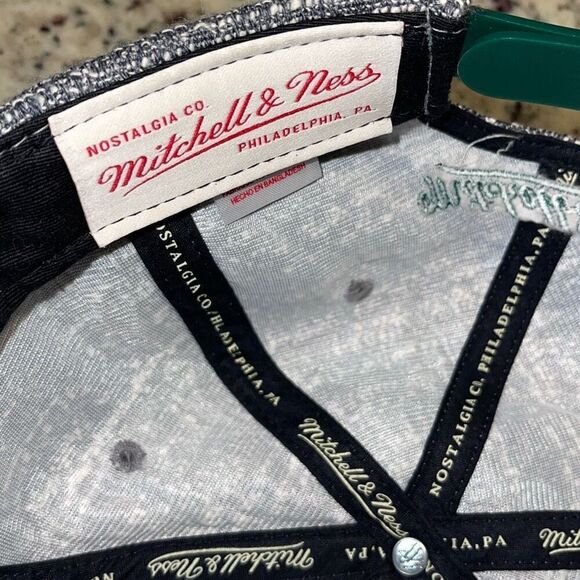 NOSTALGIA CO.
Mitchell & Ness
PHILADELPHIA, PA.
HECHO EN BANGLADESH
NOSTALGIA CO.
PHILADELPHIA, PA
Mitchell & Ness
NOSTALGIA CO. PHILADELPHIA, PA
Mitchell & Ness
IA, PA